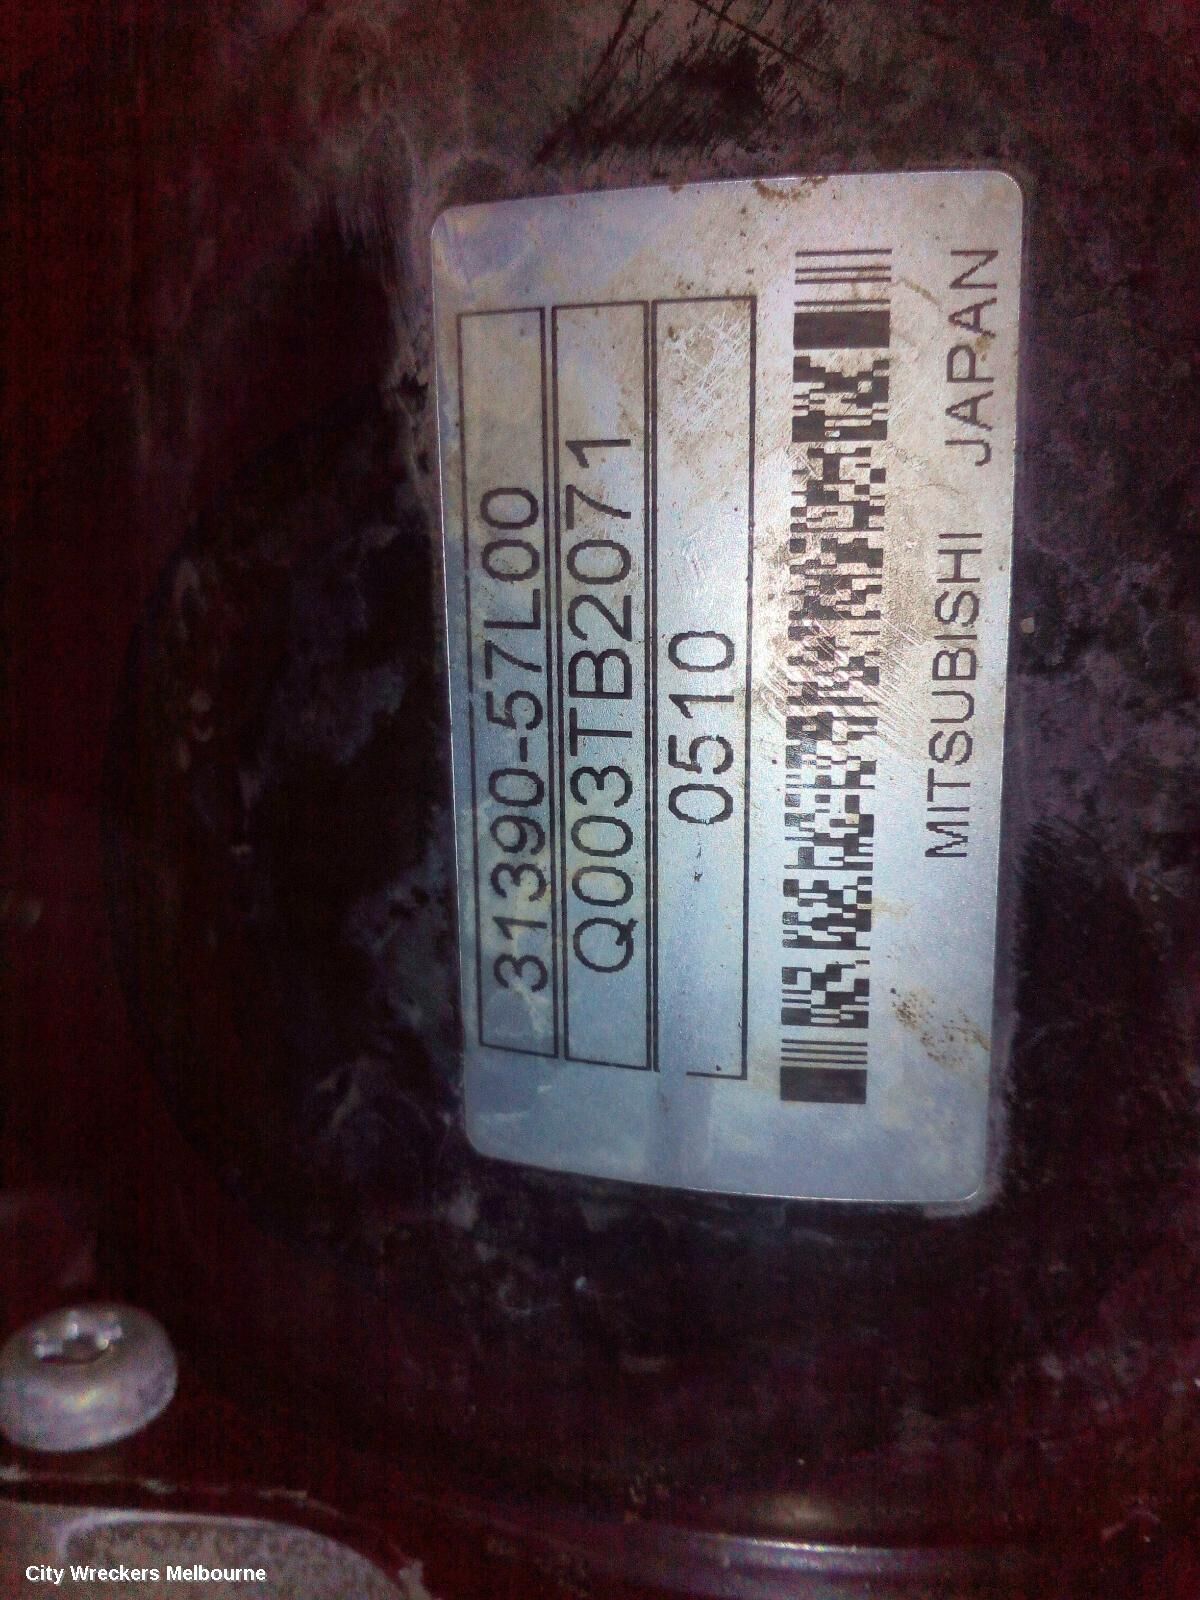 31390-57L00
Q003TB2071
0510
MITSUBISHI JAPAN
City Wreckers Melbourne